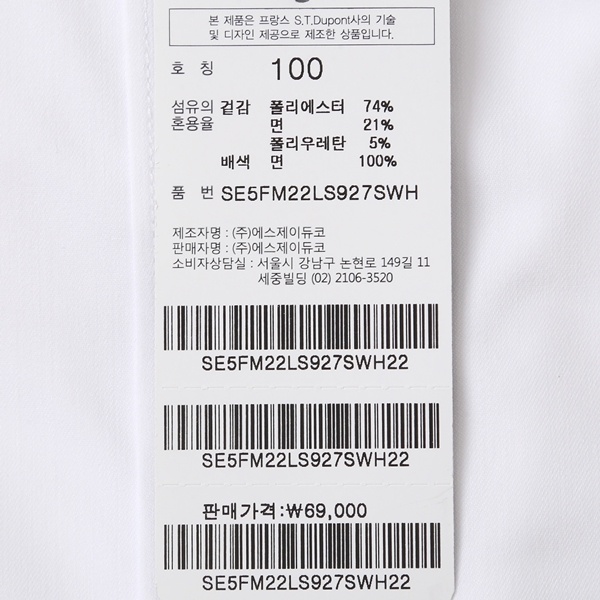 본 제품은 프랑스 S.T.Dupont사의 기술
및 디자인 제공으로 제조한 상품입니다.
호 칭 100
섬유의 겉감 폴리에스터 74%
혼용율 면 21%
폴리우레탄 5%
배색 면 100%
품 번 SE5FM22LS927SWH
제조자명 : (주)에스제이듀코
판매자명 : (주)에스제이듀코
소비자상담실 : 서울시 강남구 논현로 149길 11
세중빌딩 (02) 2106-3520
SE5FM22LS927SWH22
SE5FM22LS927SWH22
판매가격:₩69,000
SE5FM22LS927SWH22